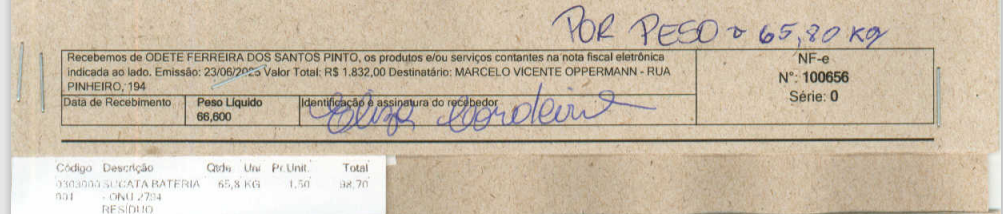 POR PESO → 65,80 kg
Recebemos de ODETE FERREIRA DOS SANTOS PINTO, os produtos e/ou serviços contantes na nota fiscal eletrônica
indicada ao lado. Emissão: 23/06/2025 Valor Total: R$ 1.832,00 Destinatário: MARCELO VICENTE OPPERMANN - RUA
PINHEIRO, 194
NF-e
Nº: 100656
Série: 0
Data de Recebimento
Peso Líquido
66,600
Identificação e assinatura do recebedor
Eliza Cordeiro
Código Descrição Qtde. Uni Pr.Unit. Total
0303000 SUCATA BATERIA 65,8 KG 1,50 98,70
001 - ONU 2794
RESÍDUO